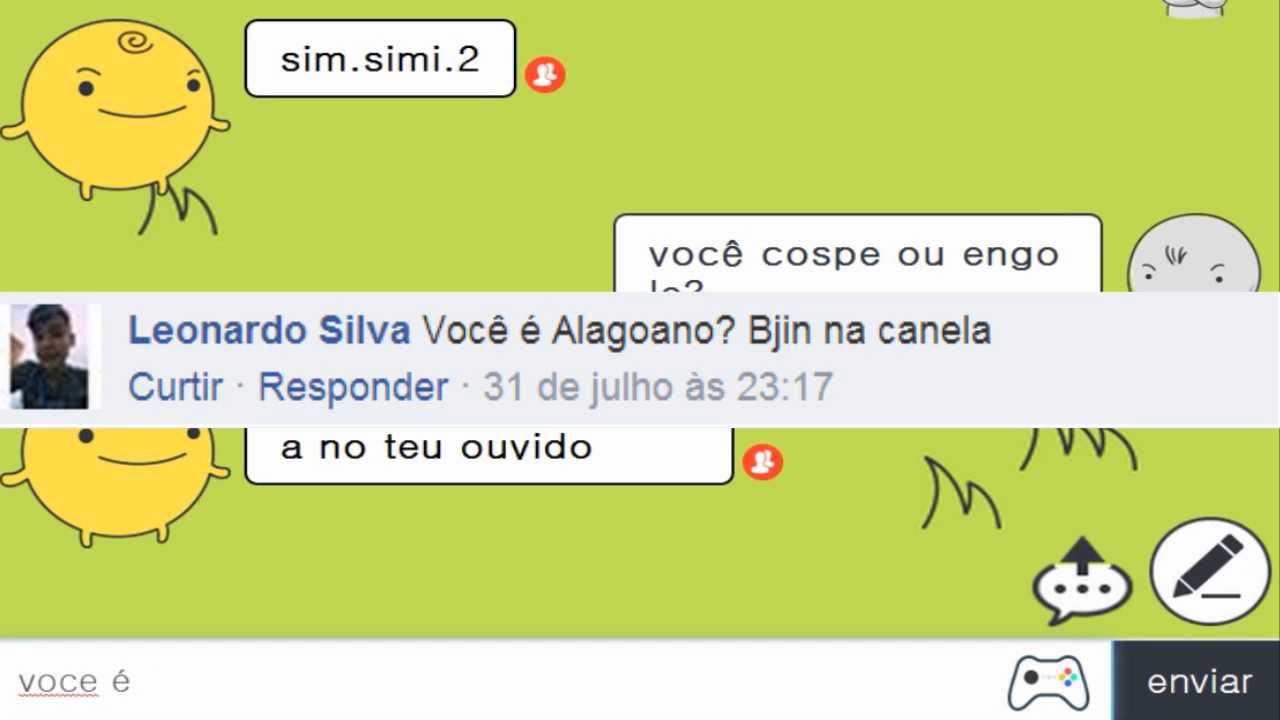 sim.simi.2
você cospe ou engo
le?
Leonardo Silva Você é Alagoano? Bjin na canela
Curtir · Responder · 31 de julho às 23:17
a no teu ouvido
voce é
enviar